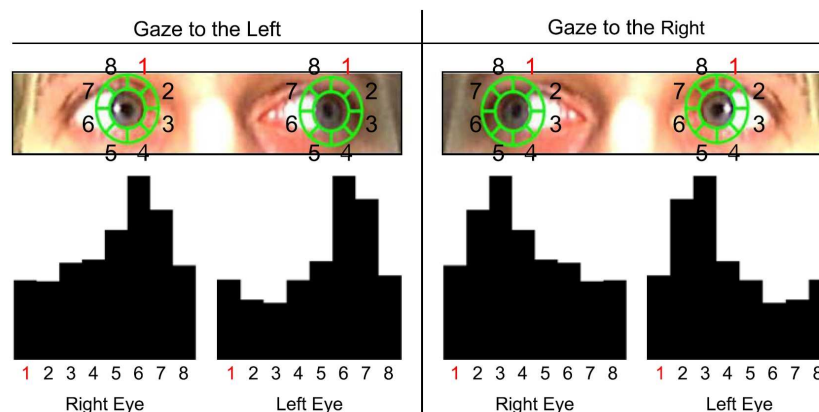 Gaze to the Left
Gaze to the Right
8 1 8 1 8 1 8 1
7 2 7 2 7 2 7 2
6 3 6 3 6 3 6 3
5 4 5 4 5 4 5 4
1 2 3 4 5 6 7 8 1 2 3 4 5 6 7 8 1 2 3 4 5 6 7 8 1 2 3 4 5 6 7 8
Right Eye Left Eye Right Eye Left Eye